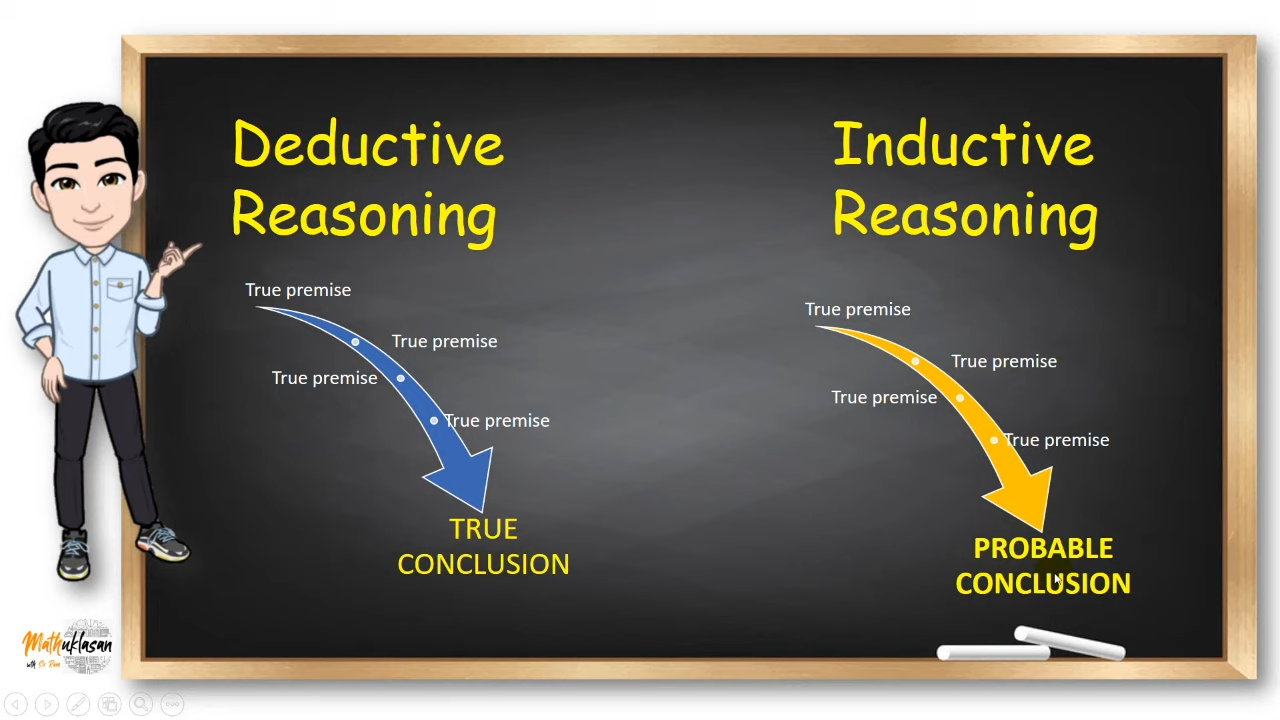 Deductive
Reasoning
True premise
True premise
True premise
True premise
TRUE
CONCLUSION
Inductive
Reasoning
True premise
True premise
True premise
True premise
PROBABLE
CONCLUSION
Mathuklasan
with Sir Ram